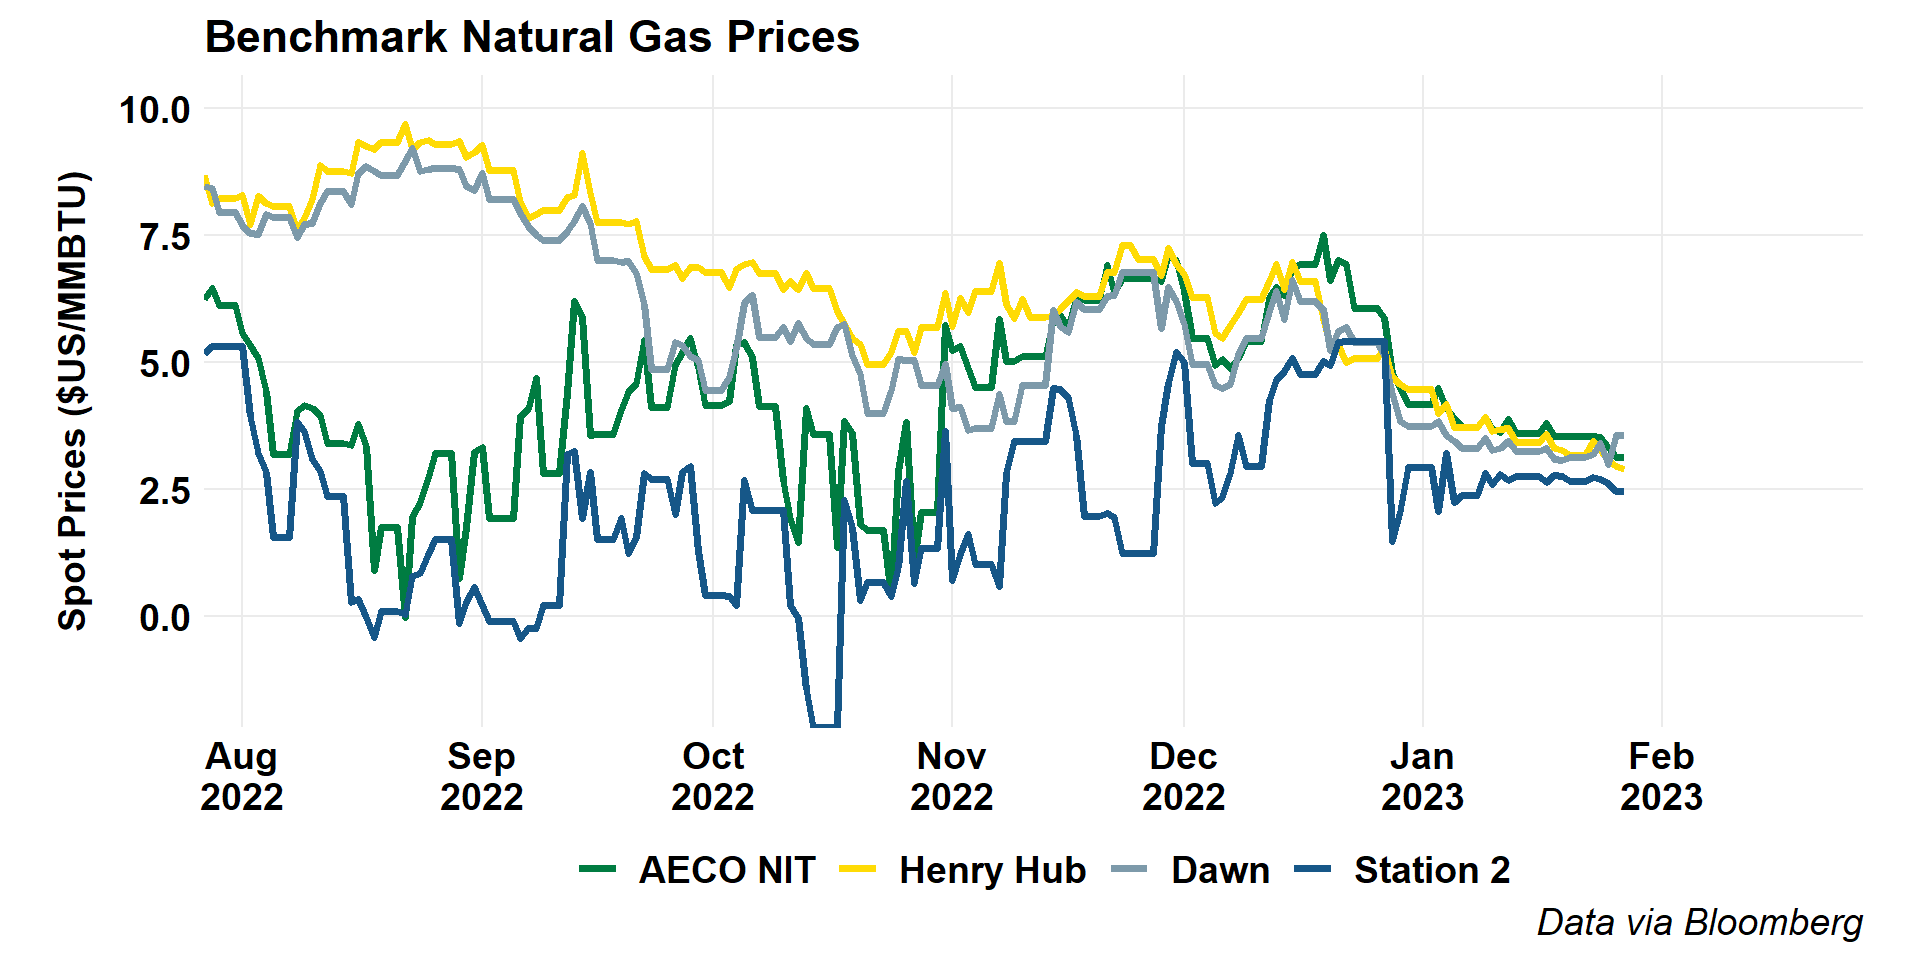 Benchmark Natural Gas Prices
Spot Prices ($US/MMBTU)
10.0
7.5
5.0
2.5
0.0
Aug Sep Oct Nov Dec Jan Feb
2022 2022 2022 2022 2022 2023 2023
AECO NIT Henry Hub Dawn Station 2
Data via Bloomberg